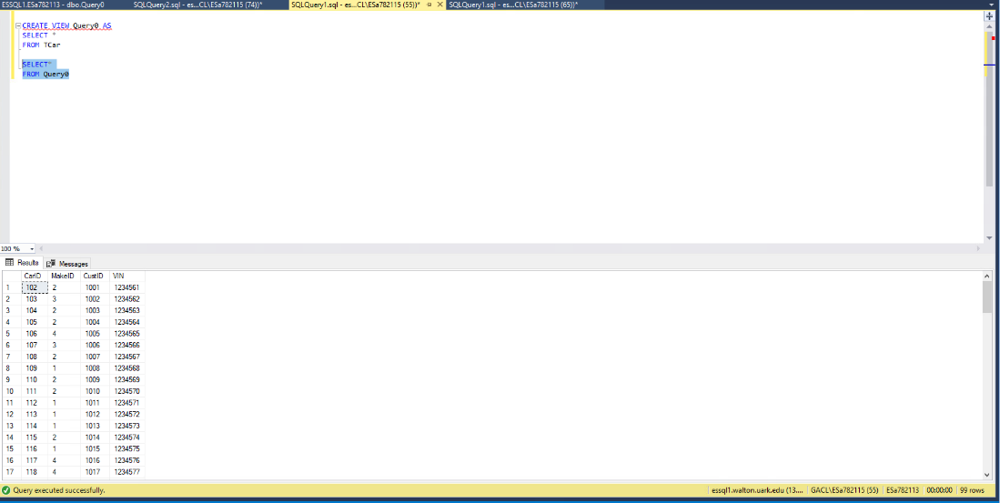 ESSQL1.ESa782113 - dbo.Query0 SQLQuery2.sql - es...CL\ESa782115 (74))* SQLQuery1.sql - es...CL\ESa782115 (55))* SQLQuery1.sql - es...CL\ESa782115 (65))*
CREATE VIEW Query0 AS
SELECT *
FROM TCar
SELECT*
FROM Query0
100 %
Results Messages
CarID MakeID CustID VIN
1 102 2 1001 1234561
2 103 3 1002 1234562
3 104 2 1003 1234563
4 105 2 1004 1234564
5 106 4 1005 1234565
6 107 3 1006 1234566
7 108 2 1007 1234567
8 109 1 1008 1234568
9 110 2 1009 1234569
10 111 2 1010 1234570
11 112 1 1011 1234571
12 113 1 1012 1234572
13 114 1 1013 1234573
14 115 2 1014 1234574
15 116 1 1015 1234575
16 117 4 1016 1234576
17 118 4 1017 1234577
Query executed successfully. essql1.walton.uark.edu (13.... GACL\ESa782115 (55) ESa782113 00:00:00 99 rows